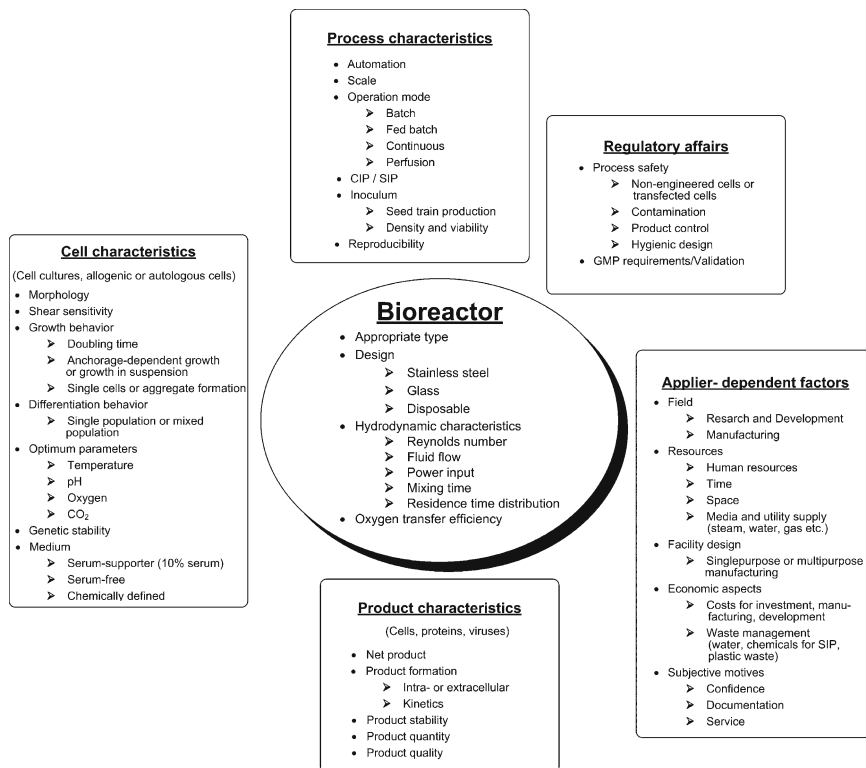 Process characteristics
• Automation
• Scale
• Operation mode
➢ Batch
➢ Fed batch
➢ Continuous
➢ Perfusion
• CIP / SIP
• Inoculum
➢ Seed train production
➢ Density and viability
• Reproducibility
Regulatory affairs
• Process safety
➢ Non-engineered cells or
transfected cells
➢ Contamination
➢ Product control
➢ Hygienic design
• GMP requirements/Validation
Cell characteristics
(Cell cultures, allogenic or autologous cells)
• Morphology
• Shear sensitivity
• Growth behavior
➢ Doubling time
➢ Anchorage-dependent growth
or growth in suspension
➢ Single cells or aggregate formation
• Differentiation behavior
➢ Single population or mixed
population
• Optimum parameters
➢ Temperature
➢ pH
➢ Oxygen
➢ CO₂
• Genetic stability
• Medium
➢ Serum-supporter (10% serum)
➢ Serum-free
➢ Chemically defined
Bioreactor
• Appropriate type
• Design
➢ Stainless steel
➢ Glass
➢ Disposable
• Hydrodynamic characteristics
➢ Reynolds number
➢ Fluid flow
➢ Power input
➢ Mixing time
➢ Residence time distribution
• Oxygen transfer efficiency
Applier- dependent factors
• Field
➢ Resarch and Development
➢ Manufacturing
• Resources
➢ Human resources
➢ Time
➢ Space
➢ Media and utility supply
(steam, water, gas etc.)
• Facility design
➢ Singlepurpose or multipurpose
manufacturing
• Economic aspects
➢ Costs for investment, manu-
facturing, development
➢ Waste management
(water, chemicals for SIP,
plastic waste)
• Subjective motives
➢ Confidence
➢ Documentation
➢ Service
Product characteristics
(Cells, proteins, viruses)
• Net product
• Product formation
➢ Intra- or extracellular
➢ Kinetics
• Product stability
• Product quantity
• Product quality